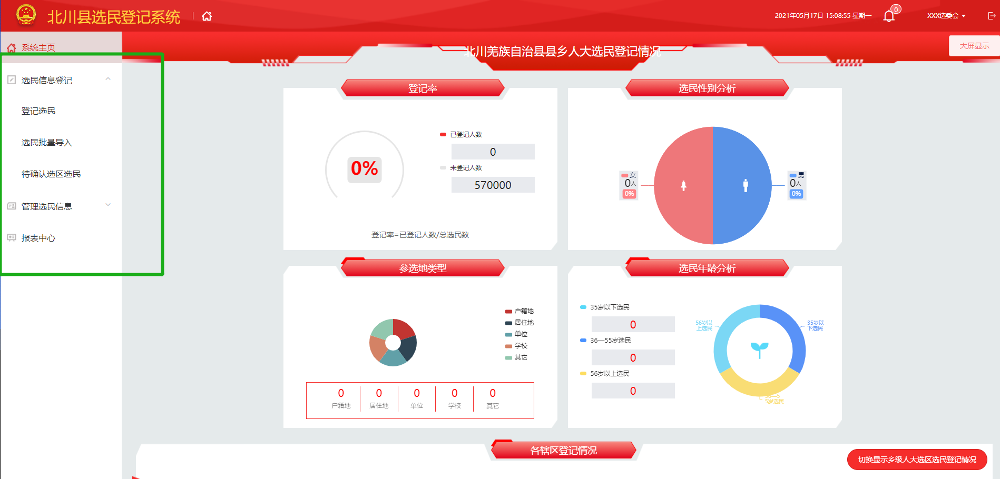 北川县选民登记系统
2021年05月17日 15:08:55 星期一
0
XXX选委会
系统主页
选民信息登记
登记选民
选民批量导入
待确认选区选民
管理选民信息
报表中心
北川羌族自治县县乡人大选民登记情况
大屏显示
登记率
0%
已登记人数
0
未登记人数
570000
登记率=已登记人数/总选民数
选民性别分析
女
0人
0%
男
0人
0%
参选地类型
户籍地
居住地
单位
学校
其它
0 0 0 0 0
户籍地 居住地 单位 学校 其它
选民年龄分析
35岁以下选民
0
36—55岁选民
0
56岁以上选民
0
56岁以
上选民
35岁以
下选民
36—5
5岁选民
各辖区登记情况
切换显示乡级人大选区选民登记情况